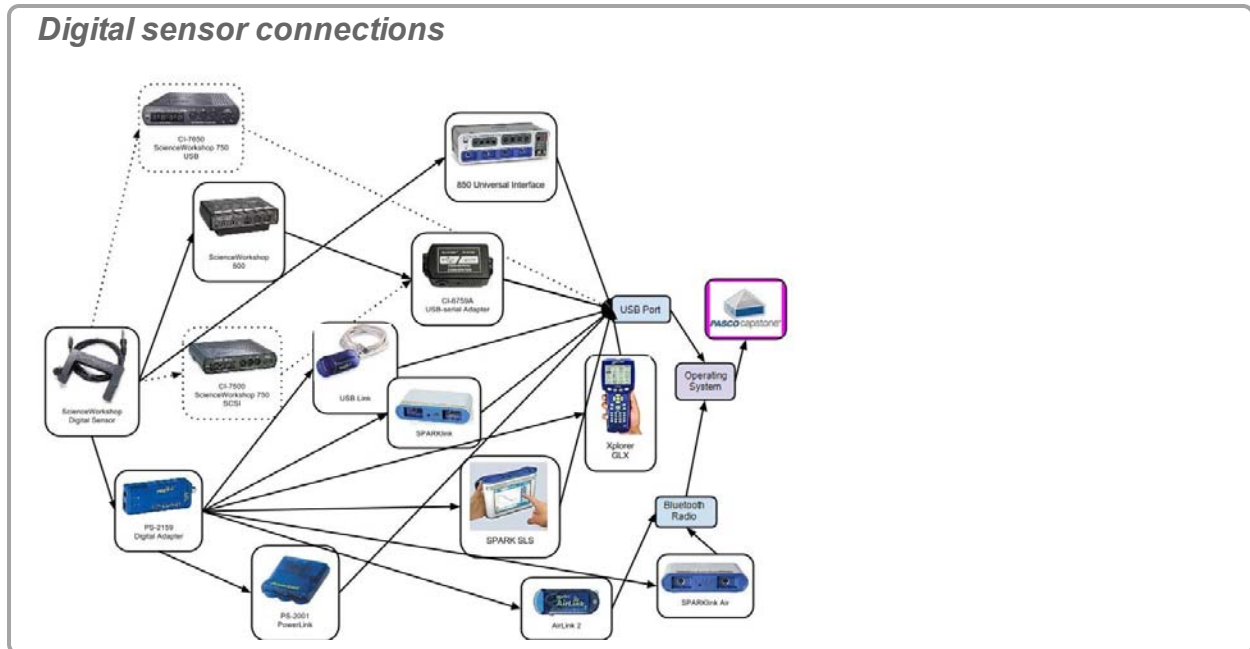 Digital sensor connections
CI-7650
ScienceWorkshop 750
USB
850 Universal Interface
ScienceWorkshop
500
CI-6759A
USB-serial Adapter
USB Port
PASCO capstone
ScienceWorkshop
Digital Sensor
CI-7500
ScienceWorkshop 750
SCSI
USB Link
SPARKlink
Xplorer
GLX
Operating
System
PS-2159
Digital Adapter
SPARK SLS
Bluetooth
Radio
PS-2001
PowerLink
AirLink
AirLink 2
SPARKlink Air